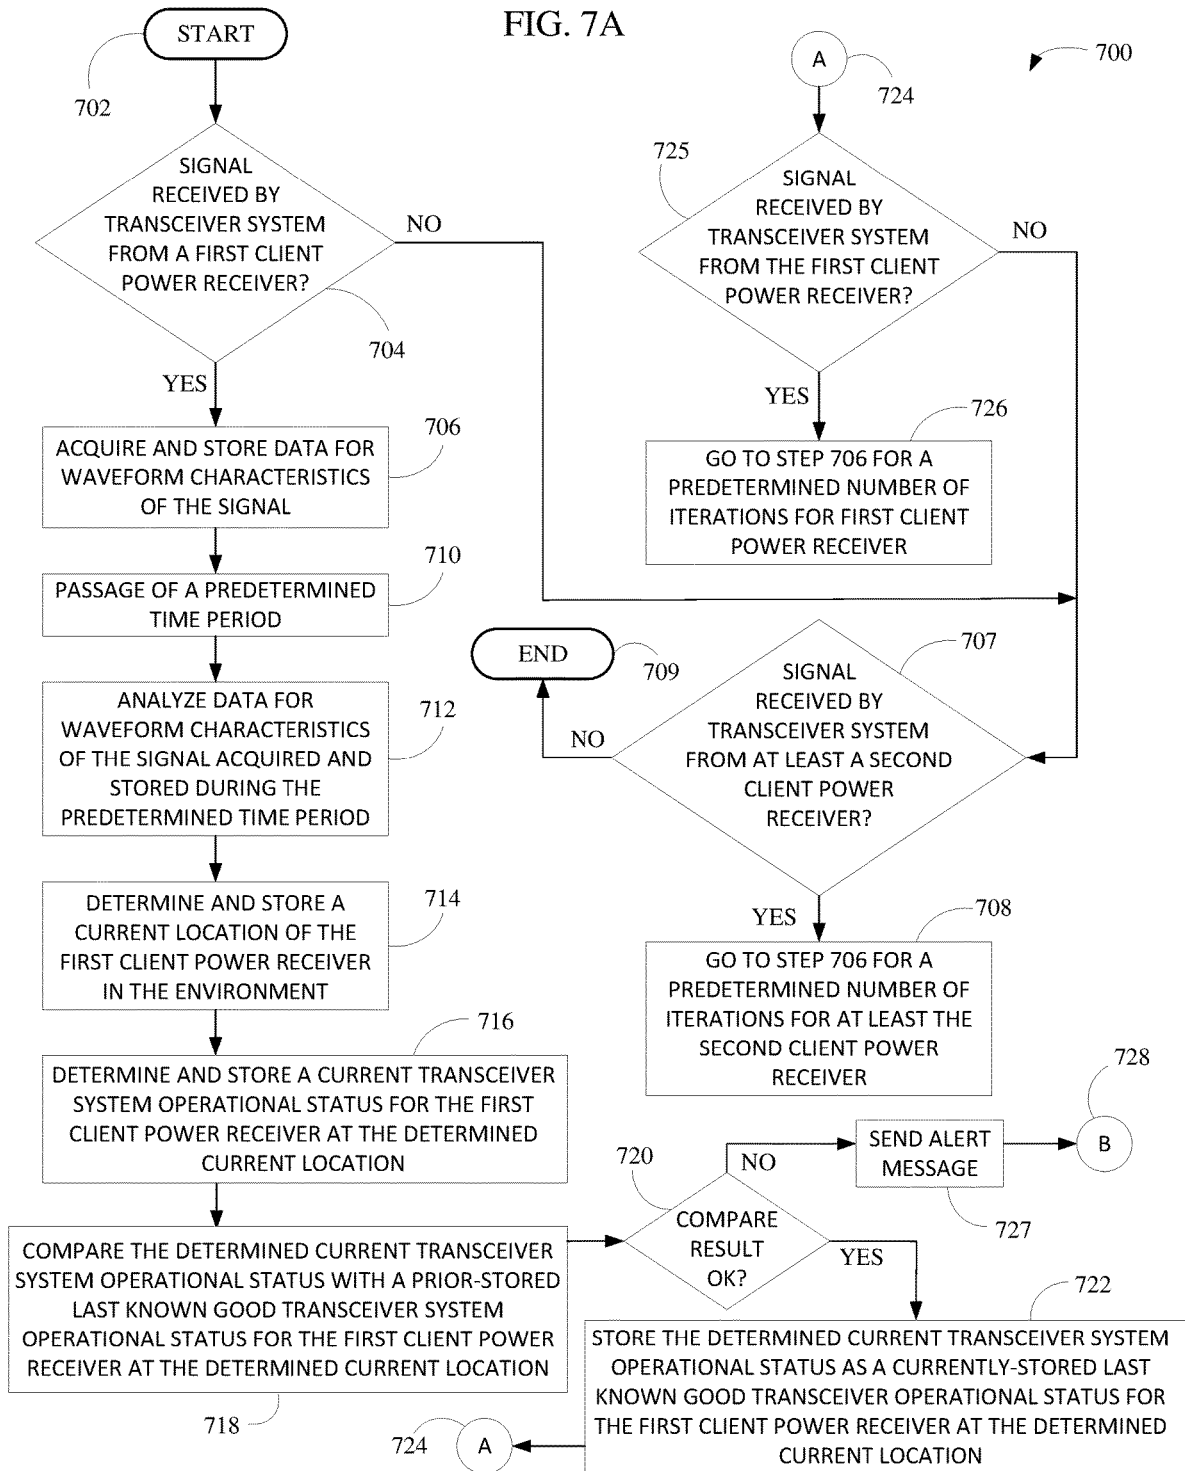 FIG. 7A
700
START
702
SIGNAL
RECEIVED BY
TRANSCEIVER SYSTEM
FROM A FIRST CLIENT
POWER RECEIVER?
704
NO
YES
ACQUIRE AND STORE DATA FOR
WAVEFORM CHARACTERISTICS
OF THE SIGNAL
706
PASSAGE OF A PREDETERMINED
TIME PERIOD
710
ANALYZE DATA FOR
WAVEFORM CHARACTERISTICS
OF THE SIGNAL ACQUIRED AND
STORED DURING THE
PREDETERMINED TIME PERIOD
712
DETERMINE AND STORE A
CURRENT LOCATION OF THE
FIRST CLIENT POWER RECEIVER
IN THE ENVIRONMENT
714
716
DETERMINE AND STORE A CURRENT TRANSCEIVER
SYSTEM OPERATIONAL STATUS FOR THE FIRST
CLIENT POWER RECEIVER AT THE DETERMINED
CURRENT LOCATION
COMPARE THE DETERMINED CURRENT TRANSCEIVER
SYSTEM OPERATIONAL STATUS WITH A PRIOR-STORED
LAST KNOWN GOOD TRANSCEIVER SYSTEM
OPERATIONAL STATUS FOR THE FIRST CLIENT POWER
RECEIVER AT THE DETERMINED CURRENT LOCATION
718
A
724
725
SIGNAL
RECEIVED BY
TRANSCEIVER SYSTEM
FROM THE FIRST CLIENT
POWER RECEIVER?
NO
YES
726
GO TO STEP 706 FOR A
PREDETERMINED NUMBER OF
ITERATIONS FOR FIRST CLIENT
POWER RECEIVER
END
709
707
SIGNAL
RECEIVED BY
TRANSCEIVER SYSTEM
FROM AT LEAST A SECOND
CLIENT POWER
RECEIVER?
NO
YES
708
GO TO STEP 706 FOR A
PREDETERMINED NUMBER OF
ITERATIONS FOR AT LEAST THE
SECOND CLIENT POWER
RECEIVER
720
COMPARE
RESULT
OK?
NO
SEND ALERT
MESSAGE
727
728
B
YES
722
STORE THE DETERMINED CURRENT TRANSCEIVER SYSTEM
OPERATIONAL STATUS AS A CURRENTLY-STORED LAST
KNOWN GOOD TRANSCEIVER OPERATIONAL STATUS FOR
THE FIRST CLIENT POWER RECEIVER AT THE DETERMINED
CURRENT LOCATION
724
A